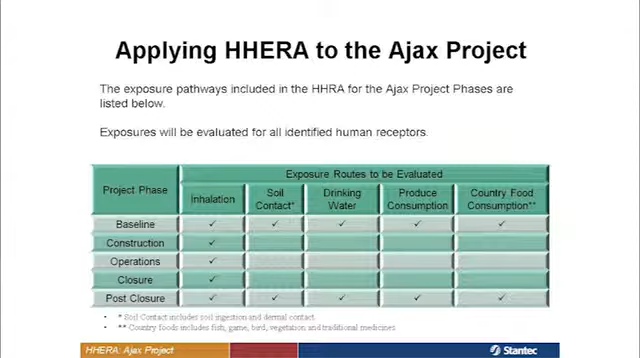 Applying HHERA to the Ajax Project
The exposure pathways included in the HHRA for the Ajax Project Phases are
listed below.
Exposures will be evaluated for all identified human receptors.
Project Phase
Exposure Routes to be Evaluated
Inhalation
Soil
Contact*
Drinking
Water
Produce
Consumption
Country Food
Consumption**
Baseline ✓ ✓ ✓ ✓ ✓
Construction ✓
Operations ✓
Closure ✓
Post Closure ✓ ✓ ✓ ✓ ✓
• * Soil Contact includes soil ingestion and dermal contact.
• ** Country foods includes fish, game, bird, vegetation and traditional medicines.
HHERA: Ajax Project
Stantec